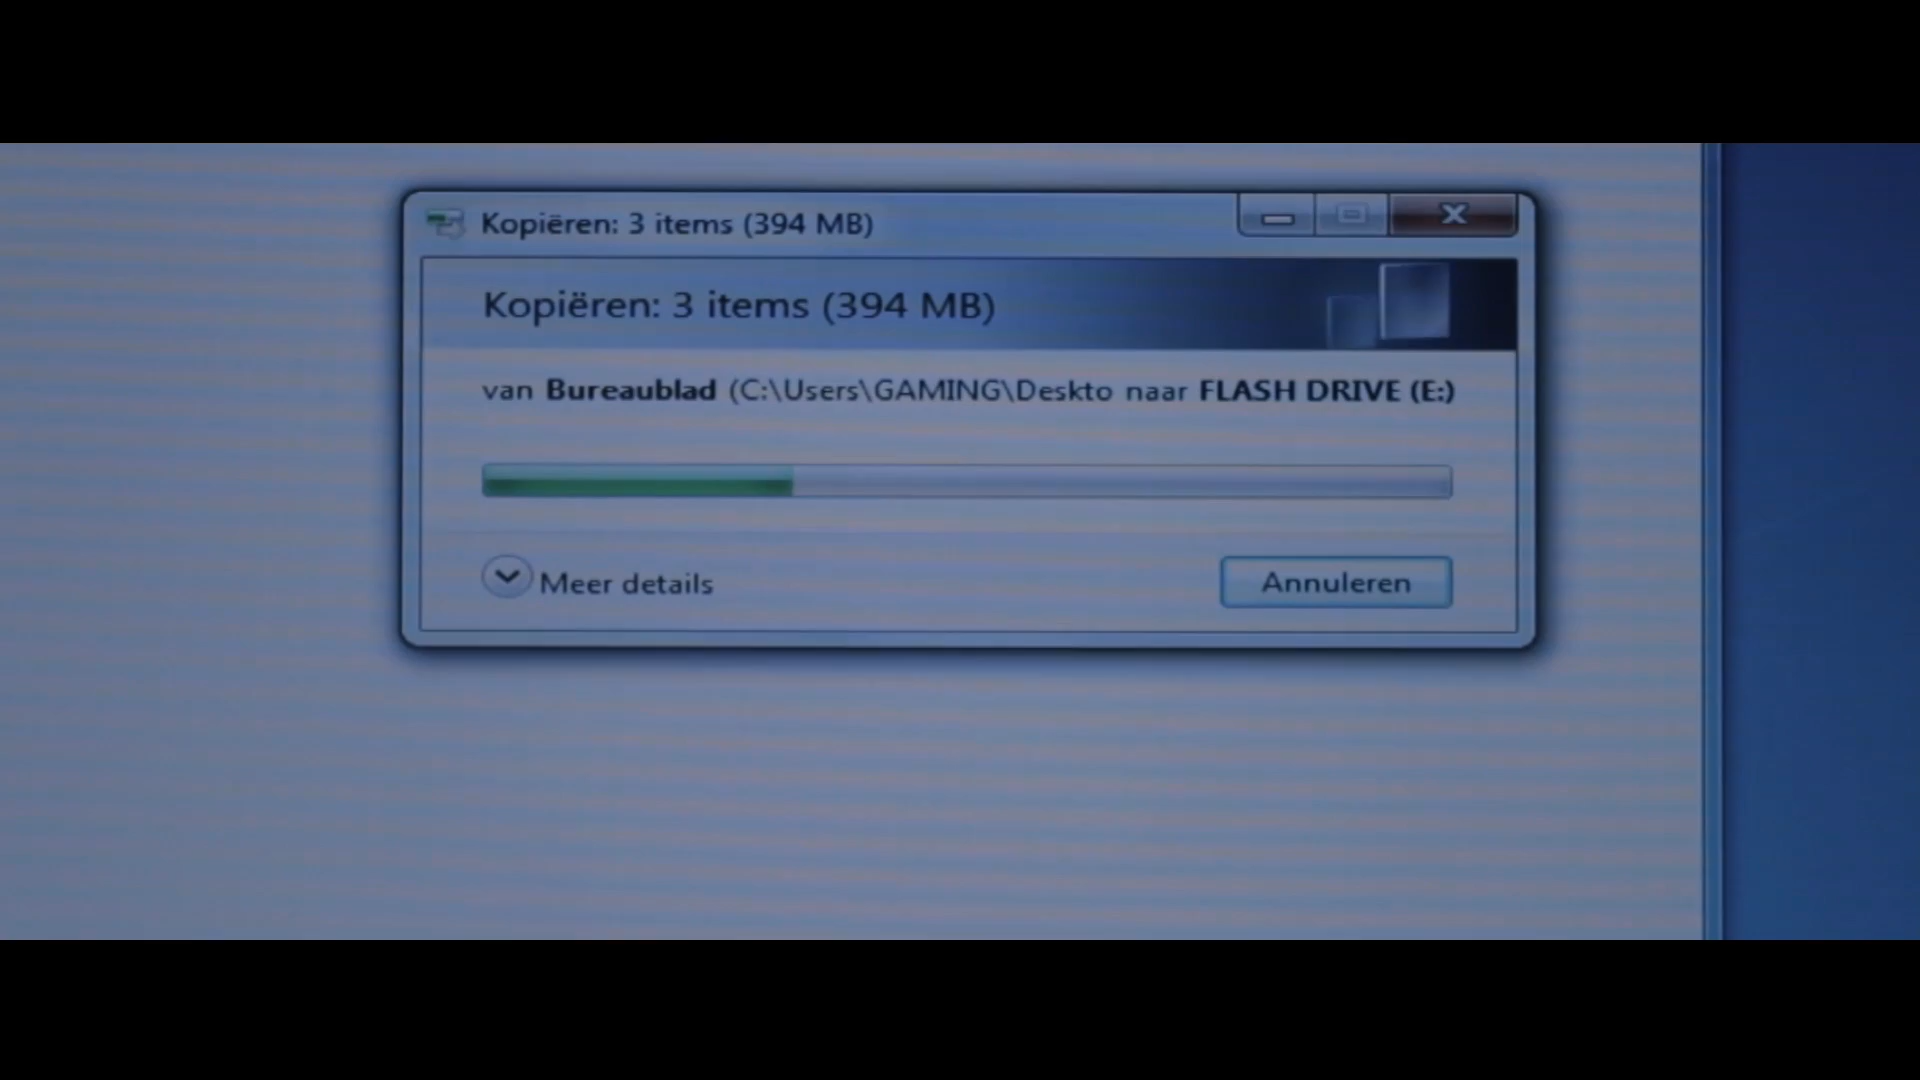 Kopiëren: 3 items (394 MB)
Kopiëren: 3 items (394 MB)
van Bureaublad (C:\Users\GAMING\Deskto naar FLASH DRIVE (E:)
Meer details
Annuleren